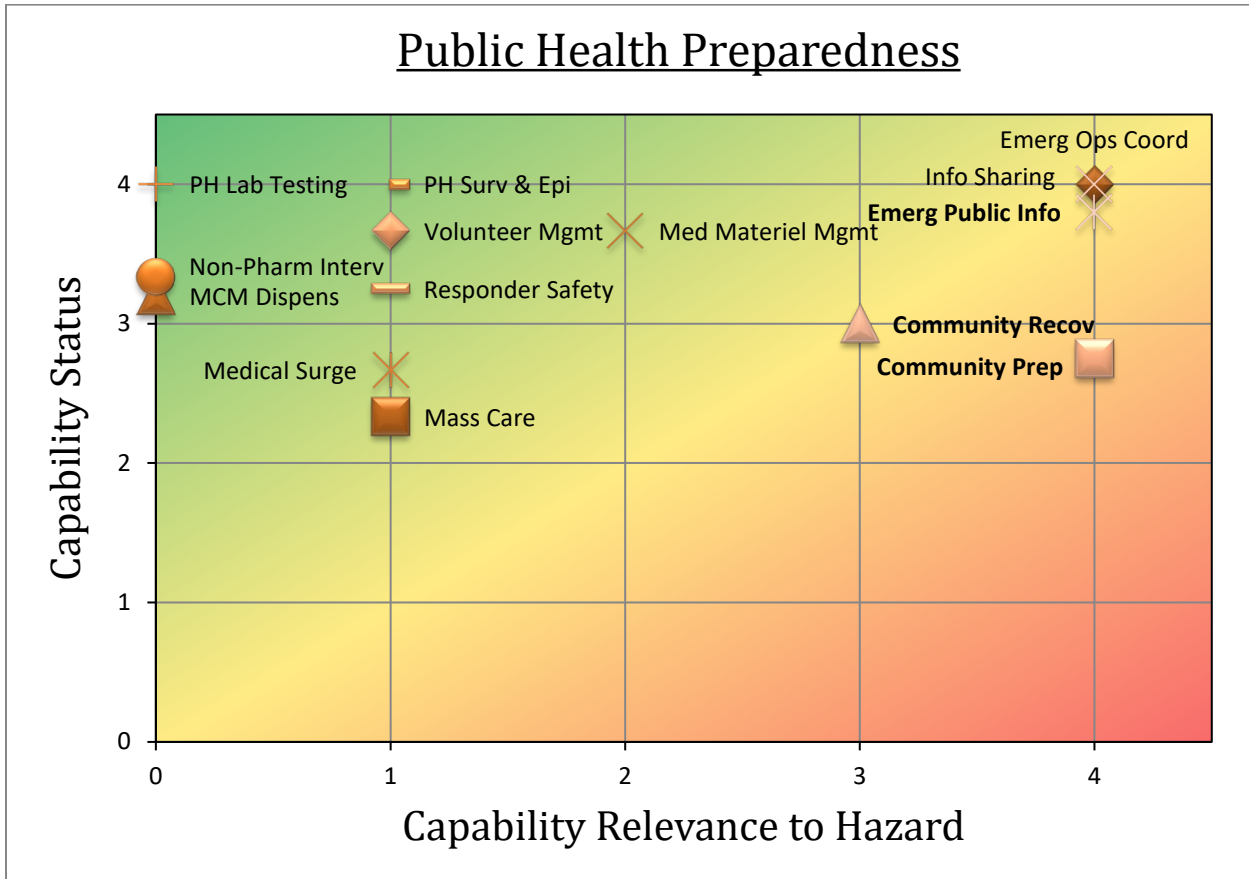 Public Health Preparedness
Capability Status
4
3
2
1
0
Emerg Ops Coord
PH Lab Testing
PH Surv & Epi
Info Sharing
Emerg Public Info
Volunteer Mgmt
Med Materiel Mgmt
Non-Pharm Interv
MCM Dispens
Responder Safety
Community Recov
Community Prep
Medical Surge
Mass Care
0
1
2
3
4
Capability Relevance to Hazard